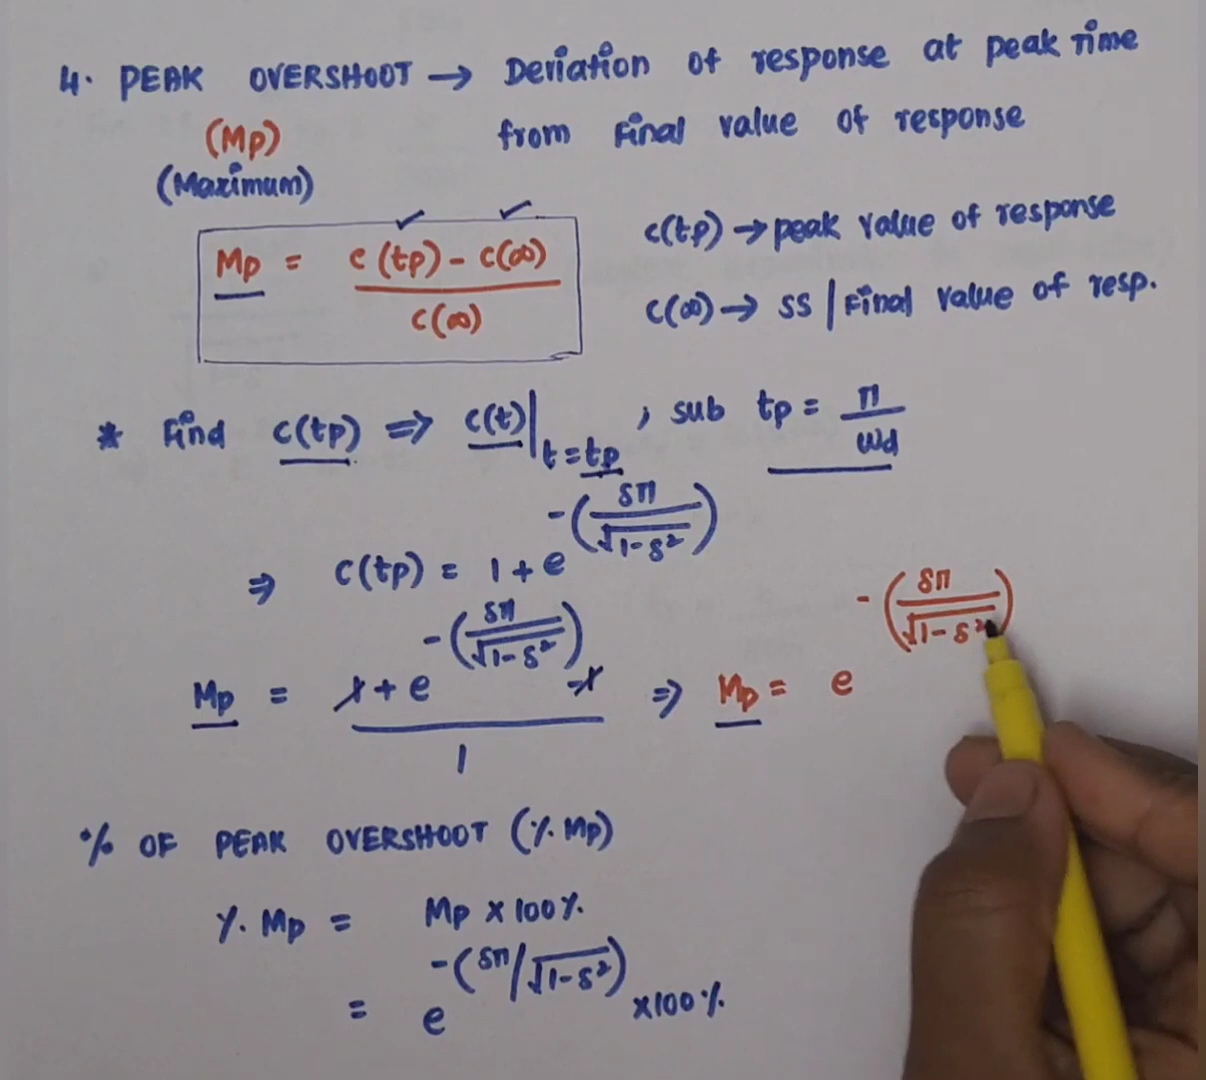 4. PEAK OVERSHOOT → Deviation of response at peak Time
(Mp) from Final value of response
(Maximum)
Mp = c(tp) - c(∞) / c(∞)
c(tp) → peak value of response
c(∞) → SS | Final value of resp.
* Find c(tp) ⇒ c(t)|t=tp ; sub tp = π/ωd
⇒ c(tp) = 1 + e^-(δπ/√1-δ²)
Mp = 1 + e^-(δπ/√1-δ²) -1 / 1 ⇒ Mp = e^-(δπ/√1-δ²)
% OF PEAK OVERSHOOT (% Mp)
%. Mp = Mp x 100%.
= e^-(δπ/√1-δ²) x100%